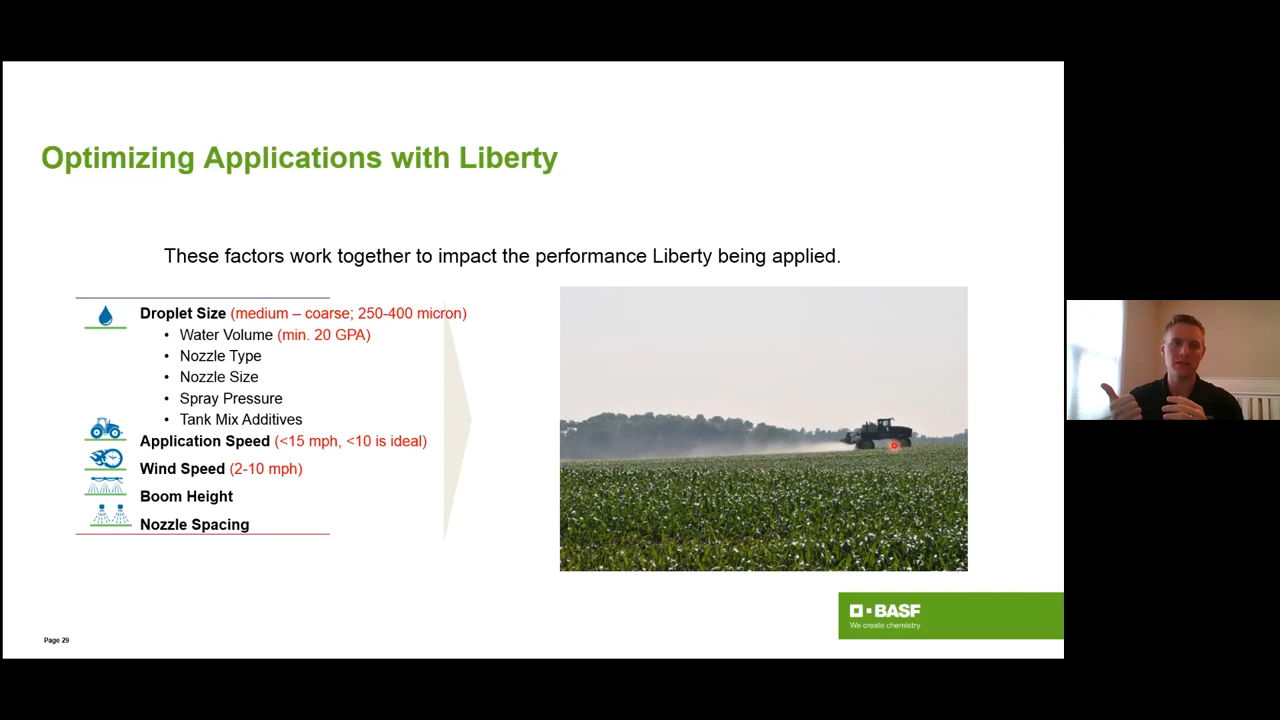 Optimizing Applications with Liberty
These factors work together to impact the performance Liberty being applied.
Droplet Size (medium – coarse; 250-400 micron)
• Water Volume (min. 20 GPA)
• Nozzle Type
• Nozzle Size
• Spray Pressure
• Tank Mix Additives
Application Speed (<15 mph, <10 is ideal)
Wind Speed (2-10 mph)
Boom Height
Nozzle Spacing
BASF
We create chemistry
Page 29